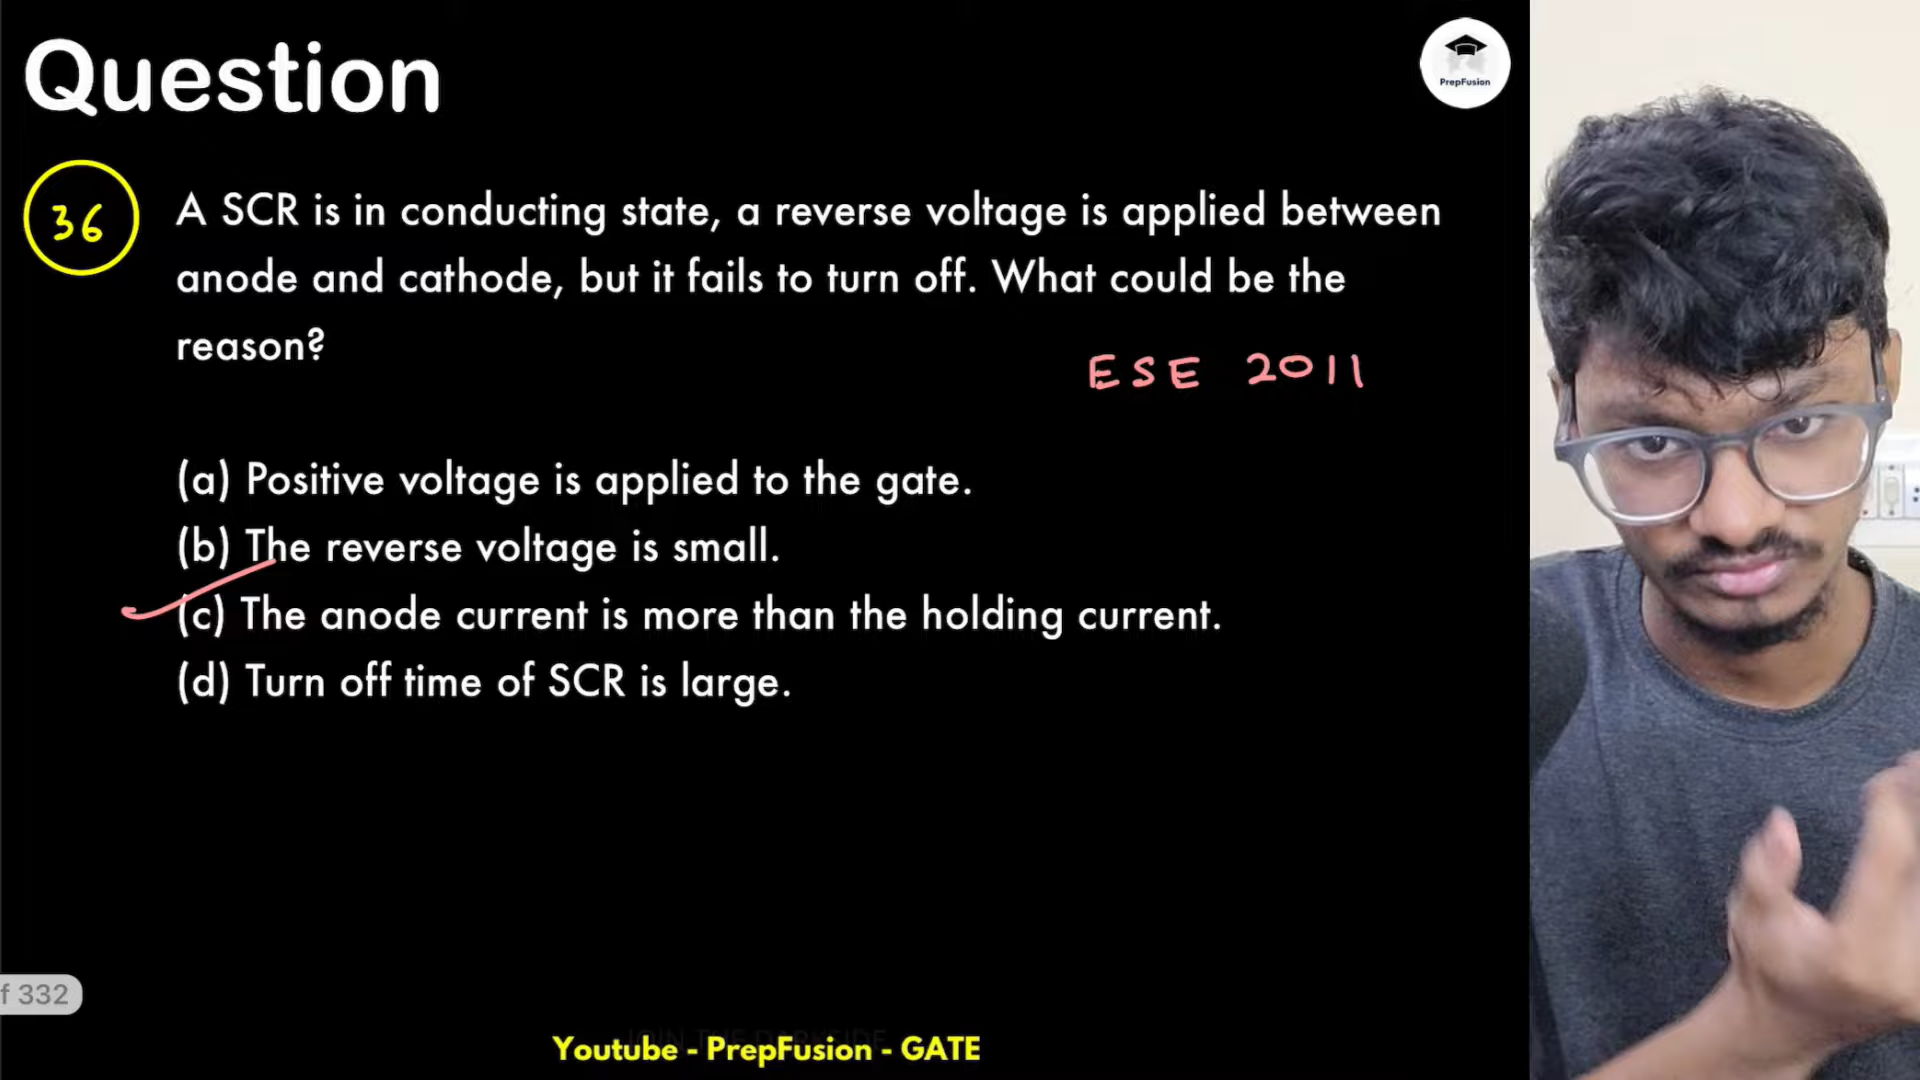 Question
PrepFusion
36
A SCR is in conducting state, a reverse voltage is applied between
anode and cathode, but it fails to turn off. What could be the
reason?
ESE 2011
(a) Positive voltage is applied to the gate.
(b) The reverse voltage is small.
(c) The anode current is more than the holding current.
(d) Turn off time of SCR is large.
f 332
Youtube - PrepFusion - GATE